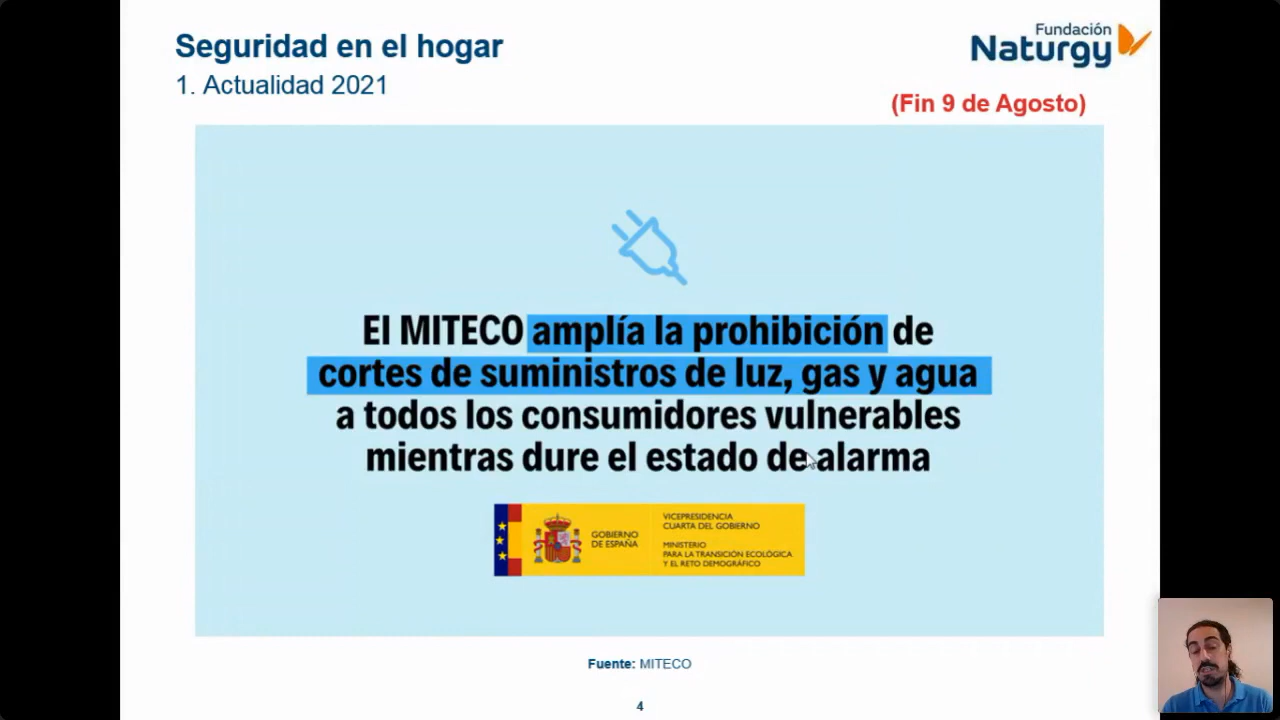 Seguridad en el hogar
1. Actualidad 2021
Fundación
Naturgy
(Fin 9 de Agosto)
El MITECO amplía la prohibición de
cortes de suministros de luz, gas y agua
a todos los consumidores vulnerables
mientras dure el estado de alarma
GOBIERNO
DE ESPAÑA
VICEPRESIDENCIA
CUARTA DEL GOBIERNO
MINISTERIO
PARA LA TRANSICIÓN ECOLÓGICA
Y EL RETO DEMOGRÁFICO
Fuente: MITECO
4